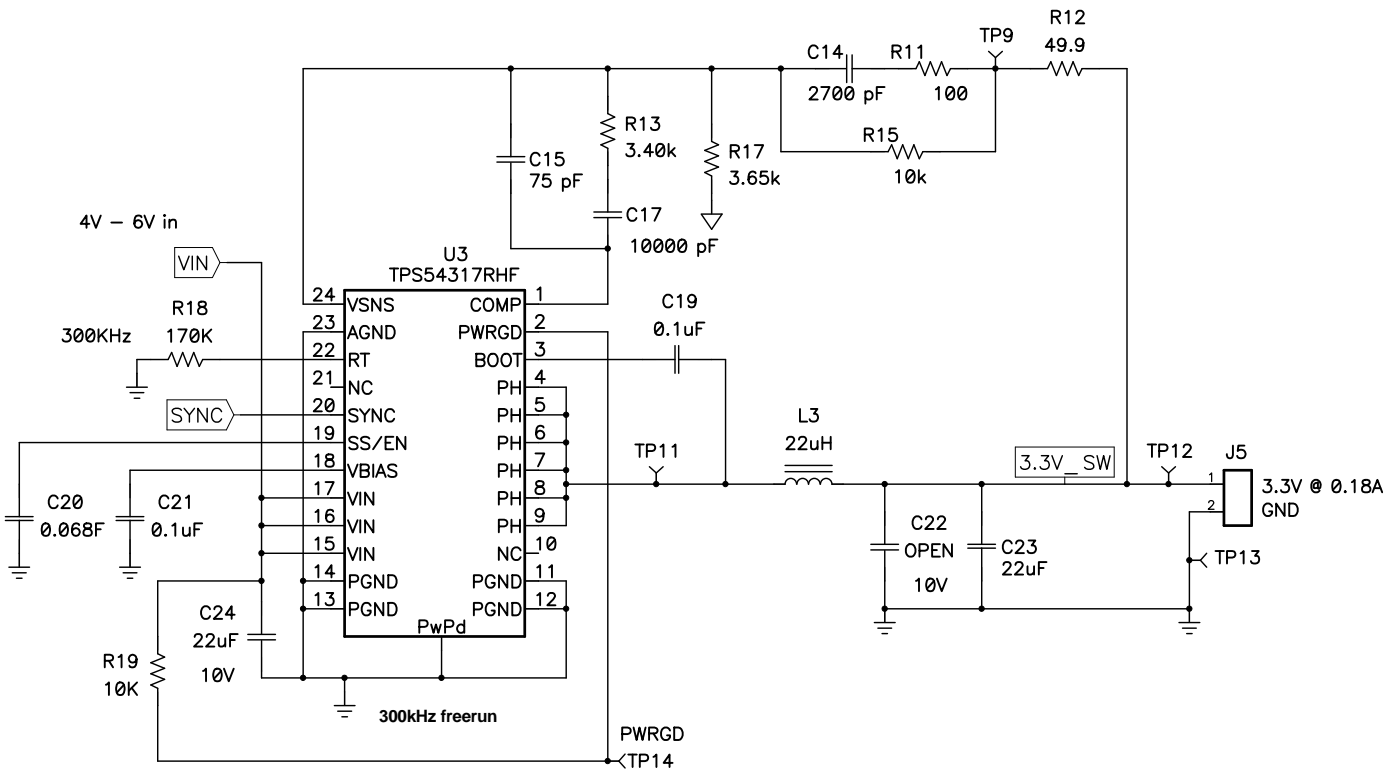 R12
49.9
TP9
C14
2700 pF
R11
100
R15
10k
R13
3.40k
C15
75 pF
R17
3.65k
C17
10000 pF
4V – 6V in
VIN
U3
TPS54317RHF
R18
170K
300KHz
SYNC
24 VSNS
23 AGND
22 RT
21 NC
20 SYNC
19 SS/EN
18 VBIAS
17 VIN
16 VIN
15 VIN
14 PGND
13 PGND
COMP 1
PWRGD 2
BOOT 3
PH 4
PH 5
PH 6
PH 7
PH 8
PH 9
NC 10
PGND 11
PGND 12
PwPd
C19
0.1uF
TP11
L3
22uH
3.3V_SW
TP12
J5
1
2
3.3V @ 0.18A
GND
TP13
C20
0.068F
C21
0.1uF
C22
OPEN
10V
C23
22uF
C24
22uF
10V
R19
10K
300kHz freerun
PWRGD
TP14